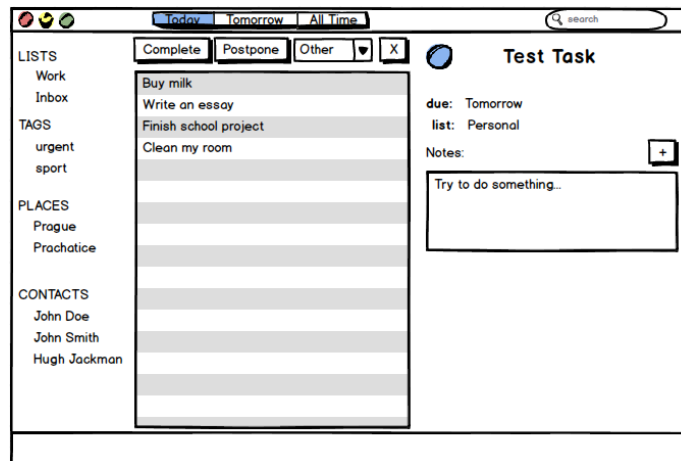 Today Tomorrow All Time
search
LISTS
Work
Inbox
TAGS
urgent
sport
PLACES
Prague
Prachatice
CONTACTS
John Doe
John Smith
Hugh Jackman
Complete Postpone Other X
Buy milk
Write an essay
Finish school project
Clean my room
Test Task
due: Tomorrow
list: Personal
Notes: +
Try to do something...